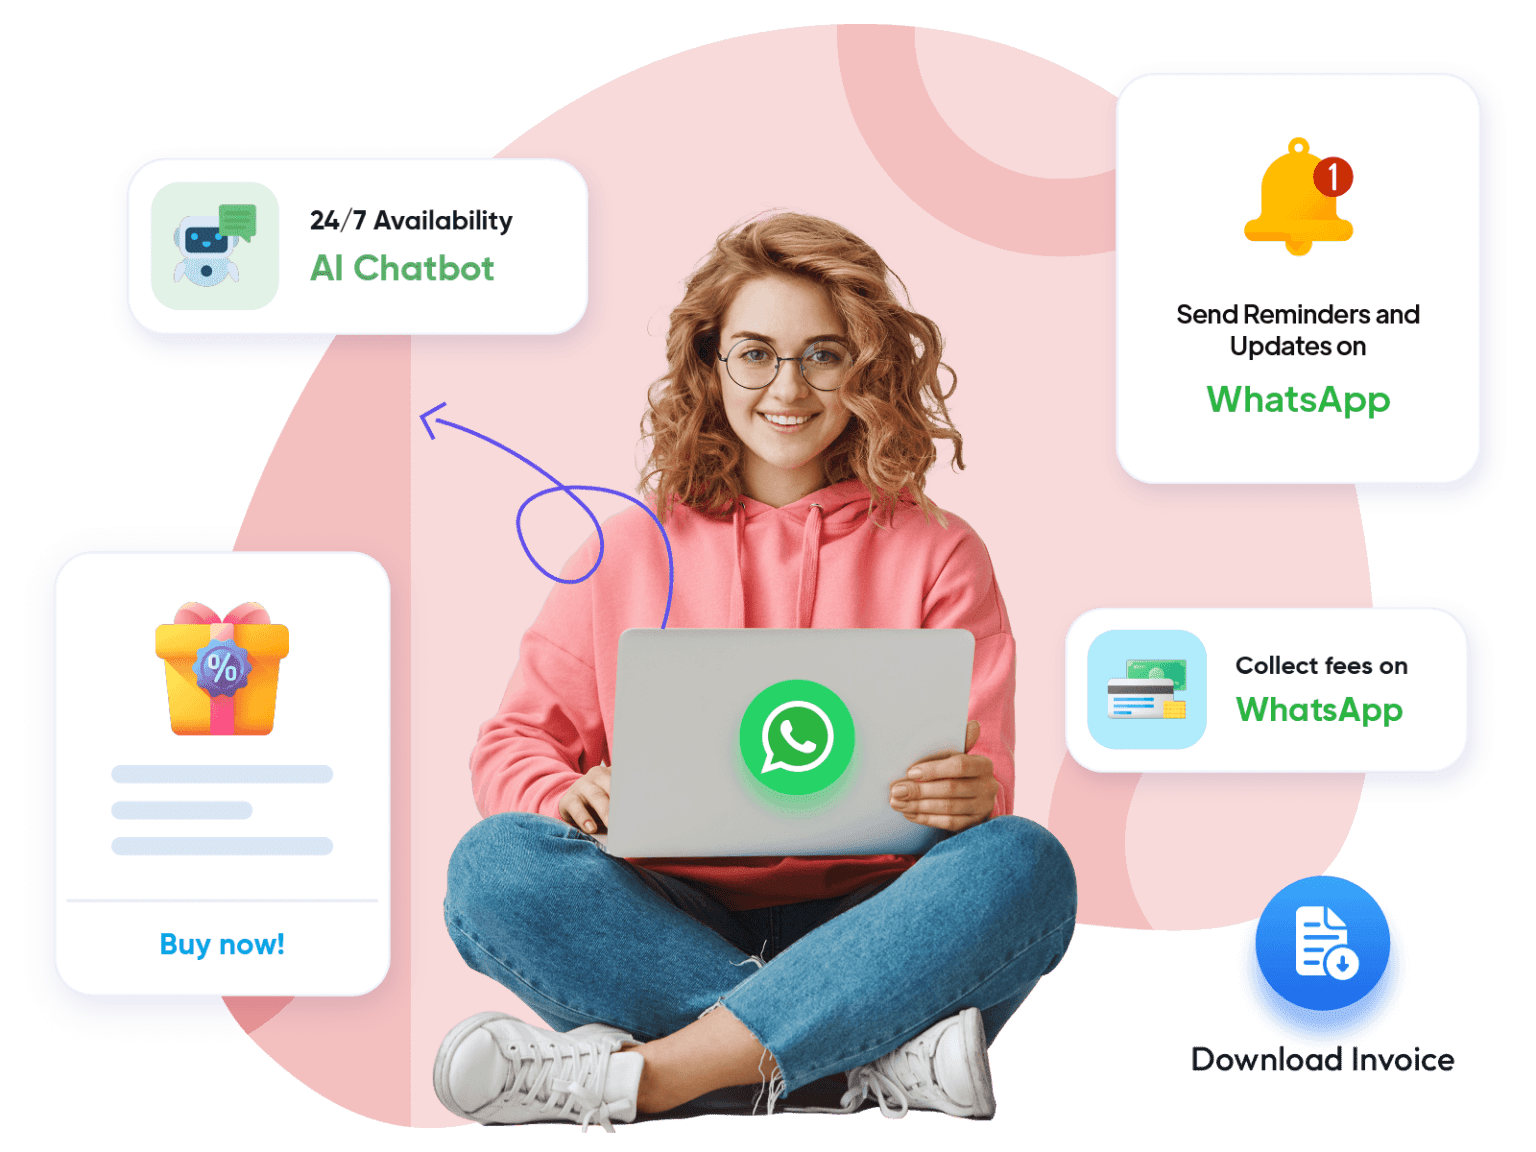 24/7 Availability
AI Chatbot
1
Send Reminders and
Updates on
WhatsApp
%
Buy now!
Collect fees on
WhatsApp
Download Invoice